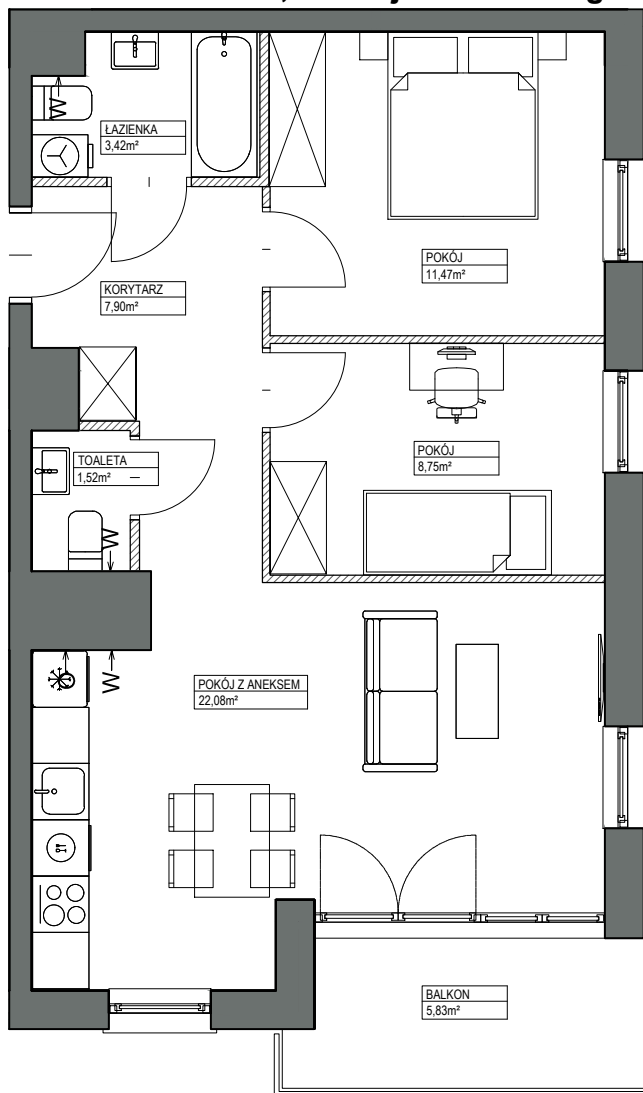 ŁAZIENKA
3,42m²
POKÓJ
11,47m²
KORYTARZ
7,90m²
POKÓJ
8,75m²
TOALETA
1,52m²
W
W
POKÓJ Z ANEKSEM
22,08m²
W
BALKON
5,83m²